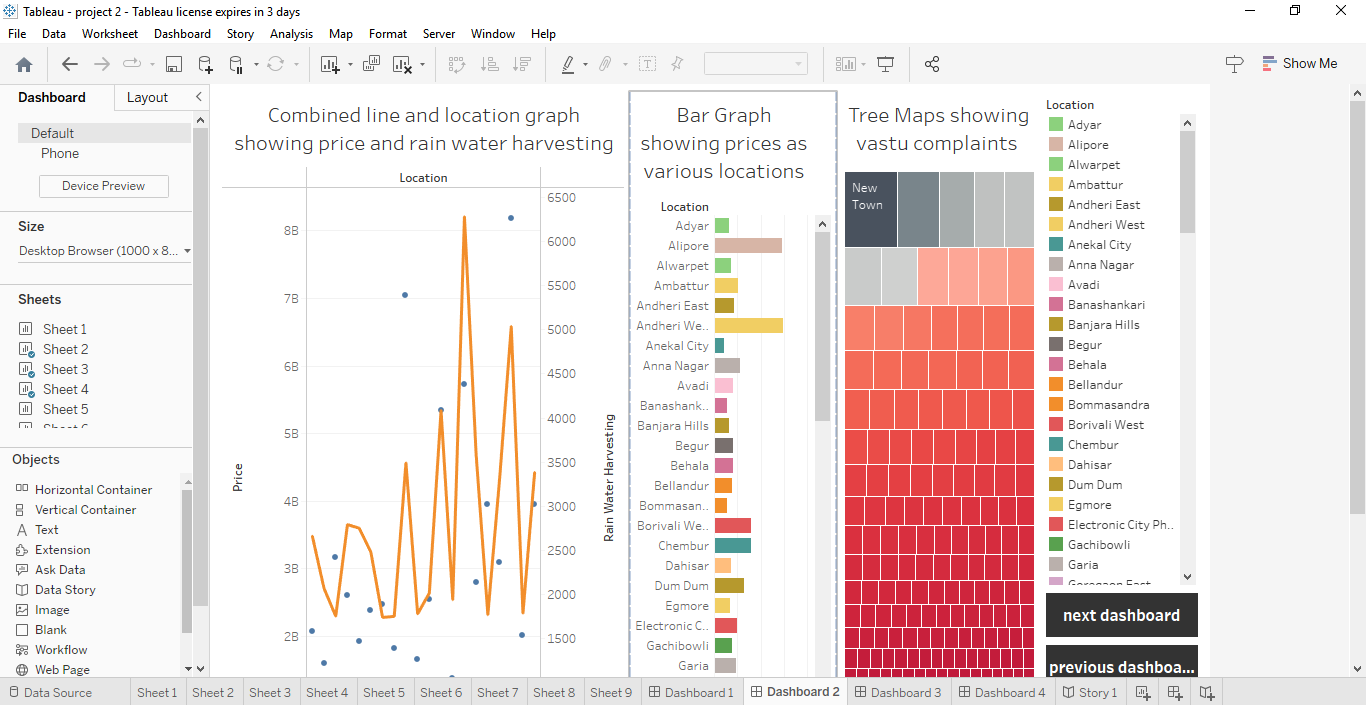 Tableau - project 2 - Tableau license expires in 3 days
File Data Worksheet Dashboard Story Analysis Map Format Server Window Help
Show Me
Dashboard Layout
Default
Phone
Device Preview
Size
Desktop Browser (1000 x 8...
Sheets
Sheet 1
Sheet 2
Sheet 3
Sheet 4
Sheet 5
Objects
Horizontal Container
Vertical Container
Text
Extension
Ask Data
Data Story
Image
Blank
Workflow
Web Page
Combined line and location graph
showing price and rain water harvesting
Location
8B
7B
6B
5B
4B
3B
2B
Price
6500
6000
5500
5000
4500
4000
3500
3000
2500
2000
1500
Rain Water Harvesting
Bar Graph
showing prices as
various locations
Location
Adyar
Alipore
Alwarpet
Ambattur
Andheri East
Andheri We..
Anekal City
Anna Nagar
Avadi
Banashank..
Banjara Hills
Begur
Behala
Bellandur
Bommasan..
Borivali We..
Chembur
Dahisar
Dum Dum
Egmore
Electronic C..
Gachibowli
Garia
Tree Maps showing
vastu complaints
New
Town
Location
Adyar
Alipore
Alwarpet
Ambattur
Andheri East
Andheri West
Anekal City
Anna Nagar
Avadi
Banashankari
Banjara Hills
Begur
Behala
Bellandur
Bommasandra
Borivali West
Chembur
Dahisar
Dum Dum
Egmore
Electronic City Ph..
Gachibowli
Garia
Goregaon East
next dashboard
previous dashboa...
Data Source Sheet 1 Sheet 2 Sheet 3 Sheet 4 Sheet 5 Sheet 6 Sheet 7 Sheet 8 Sheet 9 Dashboard 1 Dashboard 2 Dashboard 3 Dashboard 4 Story 1